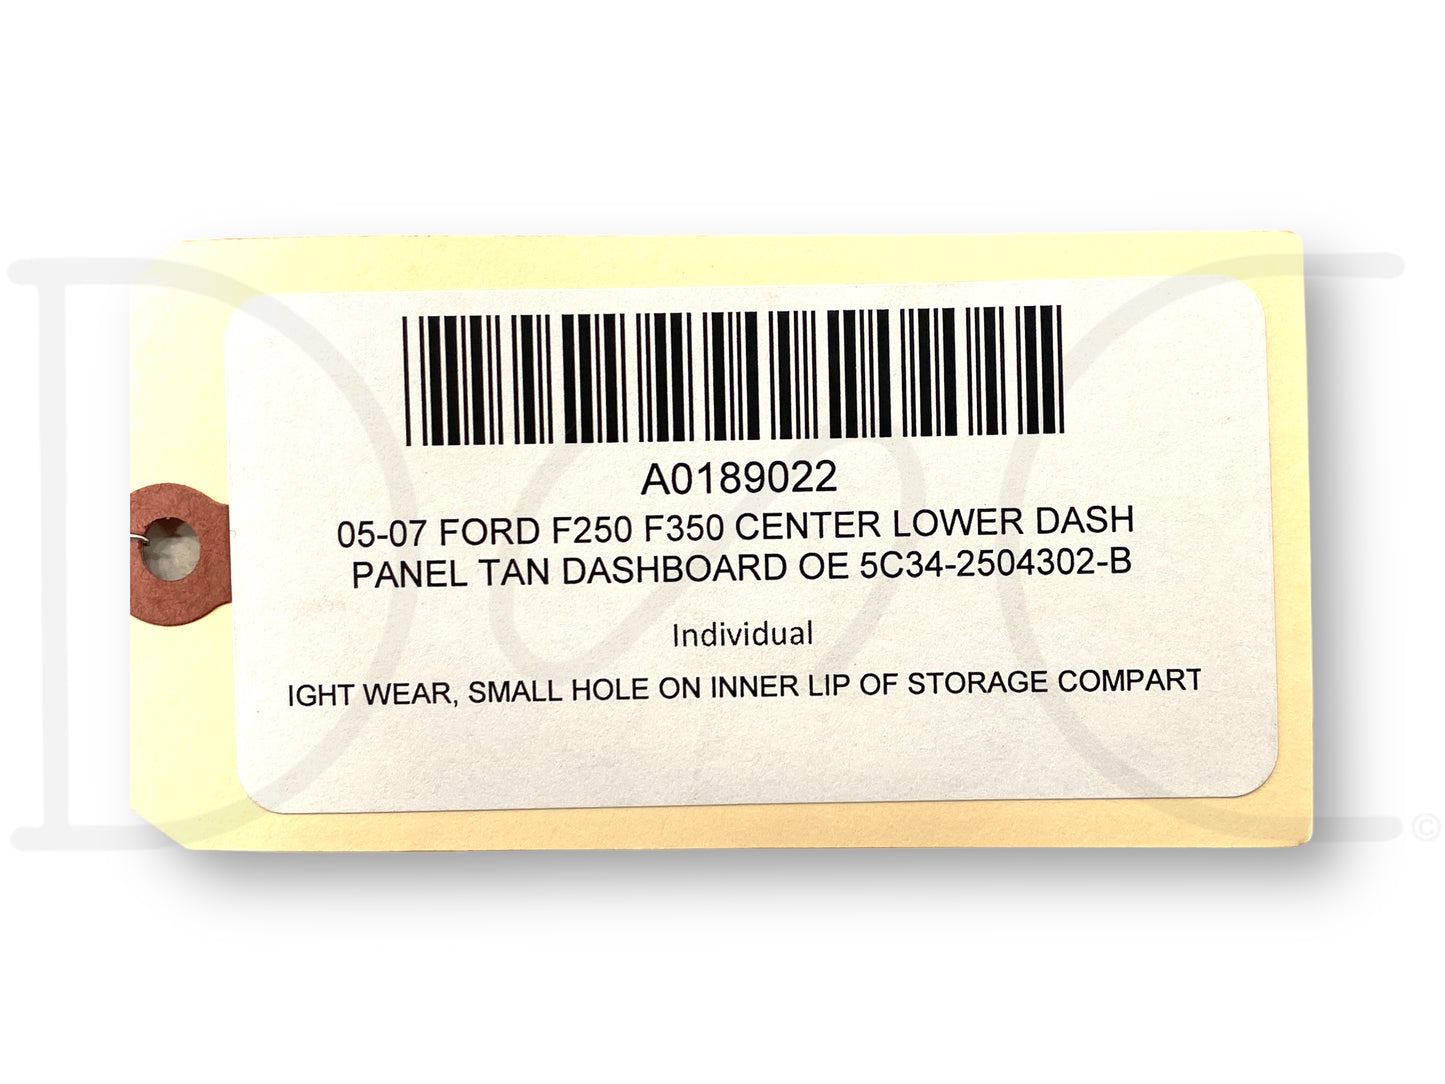 A0189022
05-07 FORD F250 F350 CENTER LOWER DASH
PANEL TAN DASHBOARD OE 5C34-2504302-B
Individual
IGHT WEAR, SMALL HOLE ON INNER LIP OF STORAGE COMPART
©